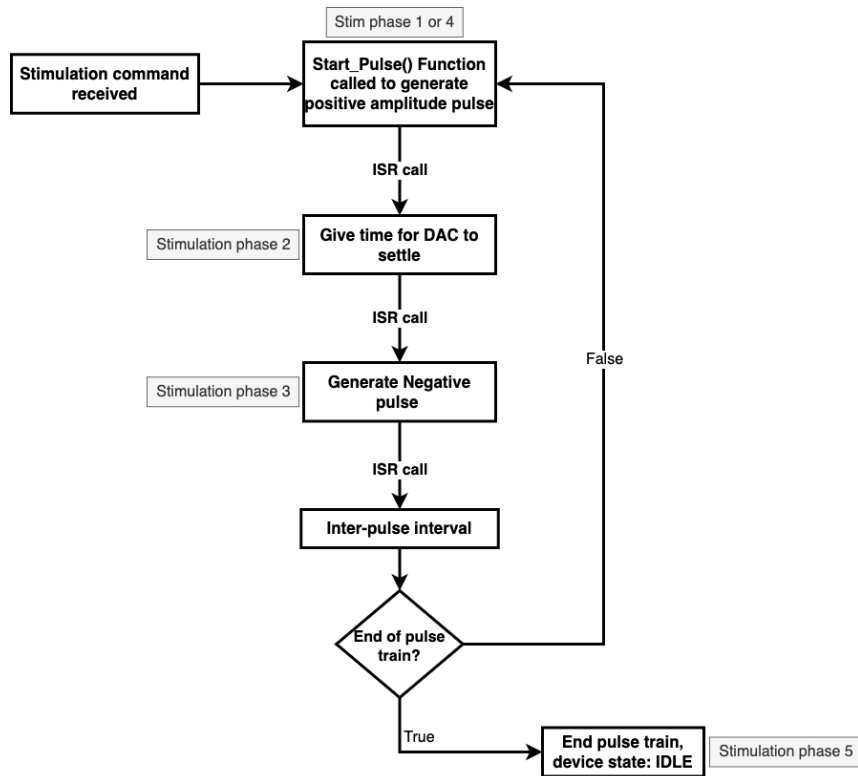 Stim phase 1 or 4
Stimulation command
received
Start_Pulse() Function
called to generate
positive amplitude pulse
ISR call
Stimulation phase 2
Give time for DAC to
settle
ISR call
False
Stimulation phase 3
Generate Negative
pulse
ISR call
Inter-pulse interval
End of pulse
train?
True
End pulse train,
device state: IDLE
Stimulation phase 5